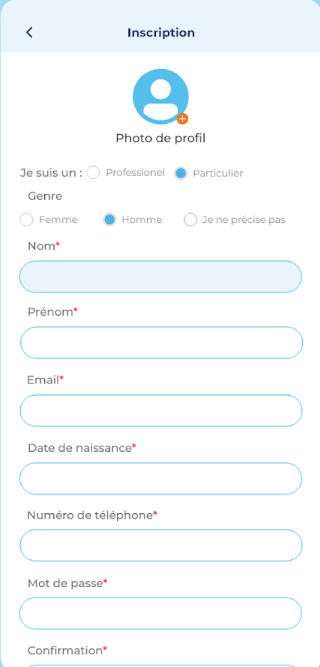 Inscription
Photo de profil
Je suis un : Professionel Particulier
Genre
Femme Homme Je ne précise pas
Nom*
Prénom*
Email*
Date de naissance*
Numéro de téléphone*
Mot de passe*
Confirmation*